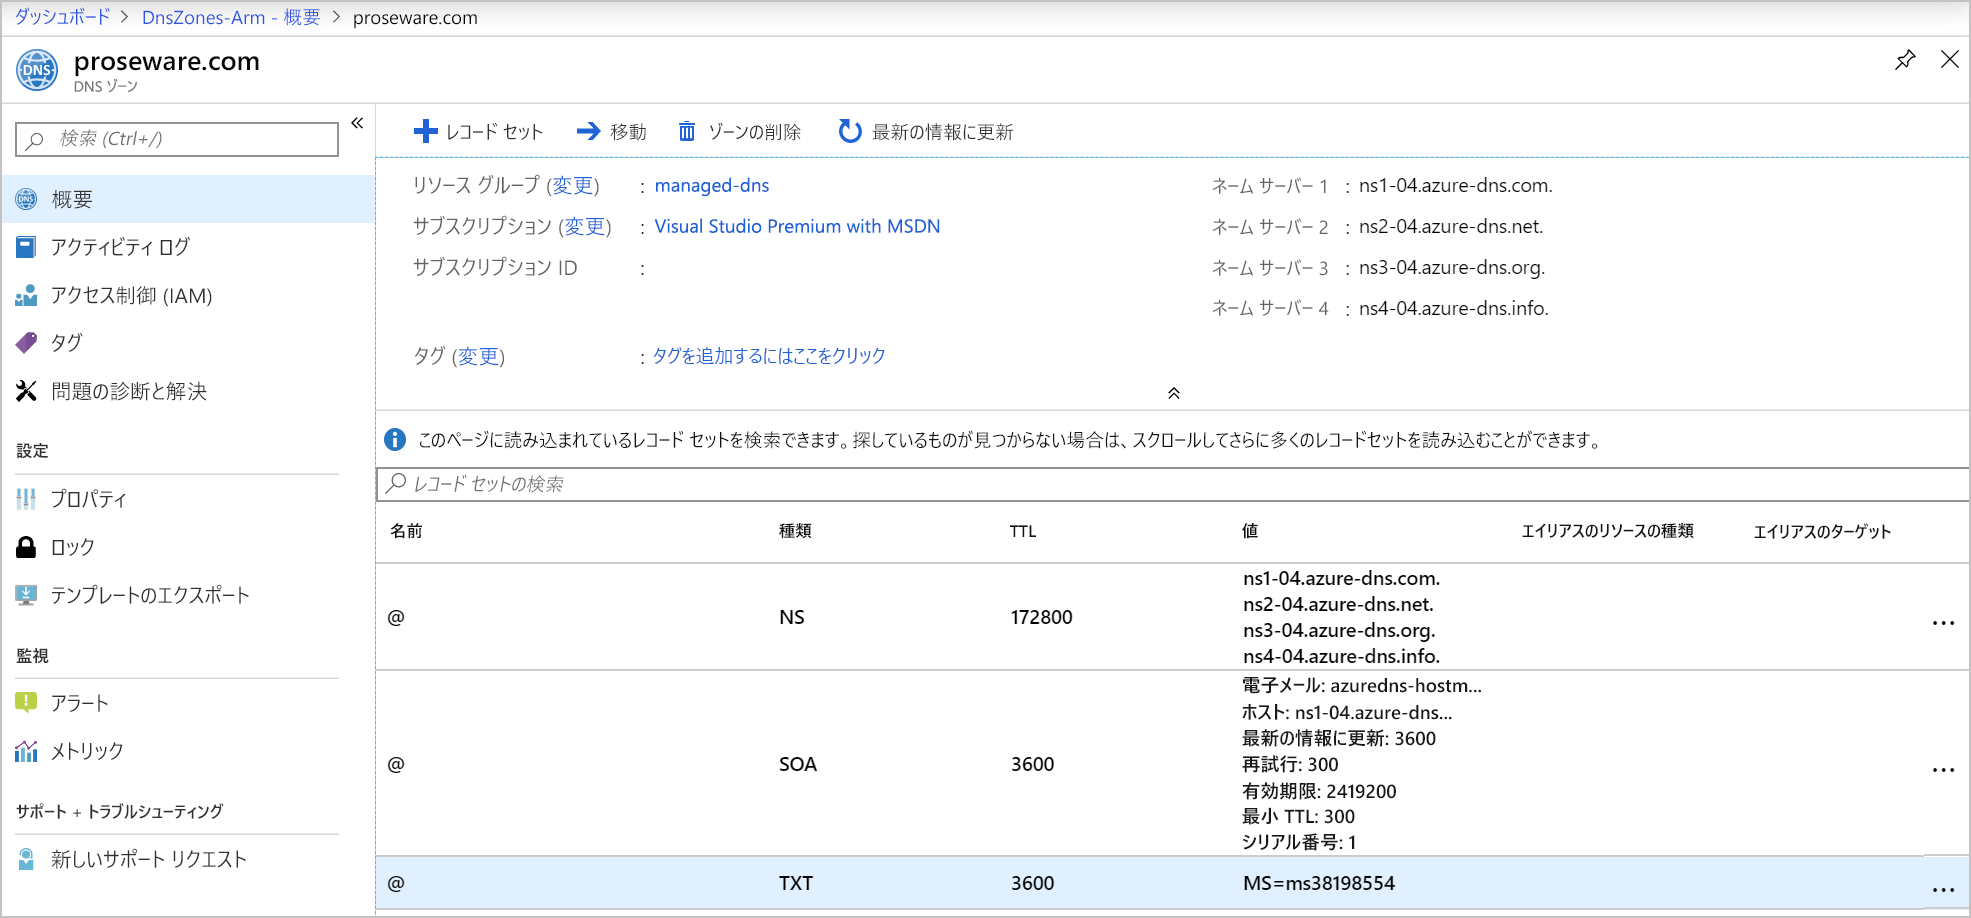 ダッシュボード > DnsZones-Arm - 概要 > proseware.com
proseware.com
DNS ゾーン
検索 (Ctrl+/)
概要
アクティビティ ログ
アクセス制御 (IAM)
タグ
問題の診断と解決
設定
プロパティ
ロック
テンプレートのエクスポート
監視
アラート
メトリック
サポート + トラブルシューティング
新しいサポート リクエスト
レコード セット 移動 ゾーンの削除 最新の情報に更新
リソース グループ (変更) : managed-dns
サブスクリプション (変更) : Visual Studio Premium with MSDN
サブスクリプション ID :
タグ (変更) : タグを追加するにはここをクリック
ネーム サーバー 1 : ns1-04.azure-dns.com.
ネーム サーバー 2 : ns2-04.azure-dns.net.
ネーム サーバー 3 : ns3-04.azure-dns.org.
ネーム サーバー 4 : ns4-04.azure-dns.info.
このページに読み込まれているレコード セットを検索できます。探しているものが見つからない場合は、スクロールしてさらに多くのレコードセットを読み込むことができます。
レコード セットの検索
名前 種類 TTL 値 エイリアスのリソースの種類 エイリアスのターゲット
@ NS 172800 ns1-04.azure-dns.com.
ns2-04.azure-dns.net.
ns3-04.azure-dns.org.
ns4-04.azure-dns.info.
@ SOA 3600 電子メール: azuredns-hostm...
ホスト: ns1-04.azure-dns...
最新の情報に更新: 3600
再試行: 300
有効期限: 2419200
最小 TTL: 300
シリアル番号: 1
@ TXT 3600 MS=ms38198554